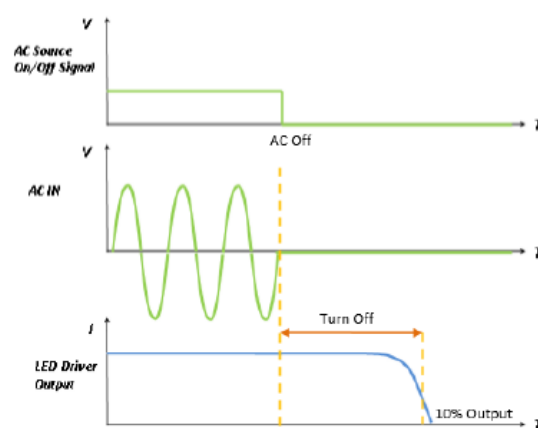 V
AC Source
On/Off Signal
T
AC Off
V
AC IN
T
I
Turn Off
LED Driver
Output
10% Output
T